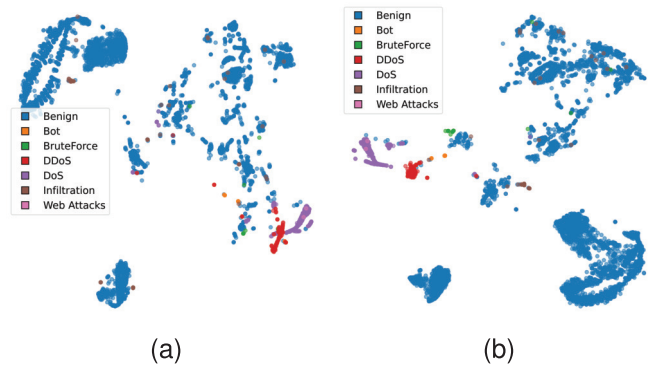 Benign
Bot
BruteForce
DDoS
DoS
Infiltration
Web Attacks
(a)
Benign
Bot
BruteForce
DDoS
DoS
Infiltration
Web Attacks
(b)